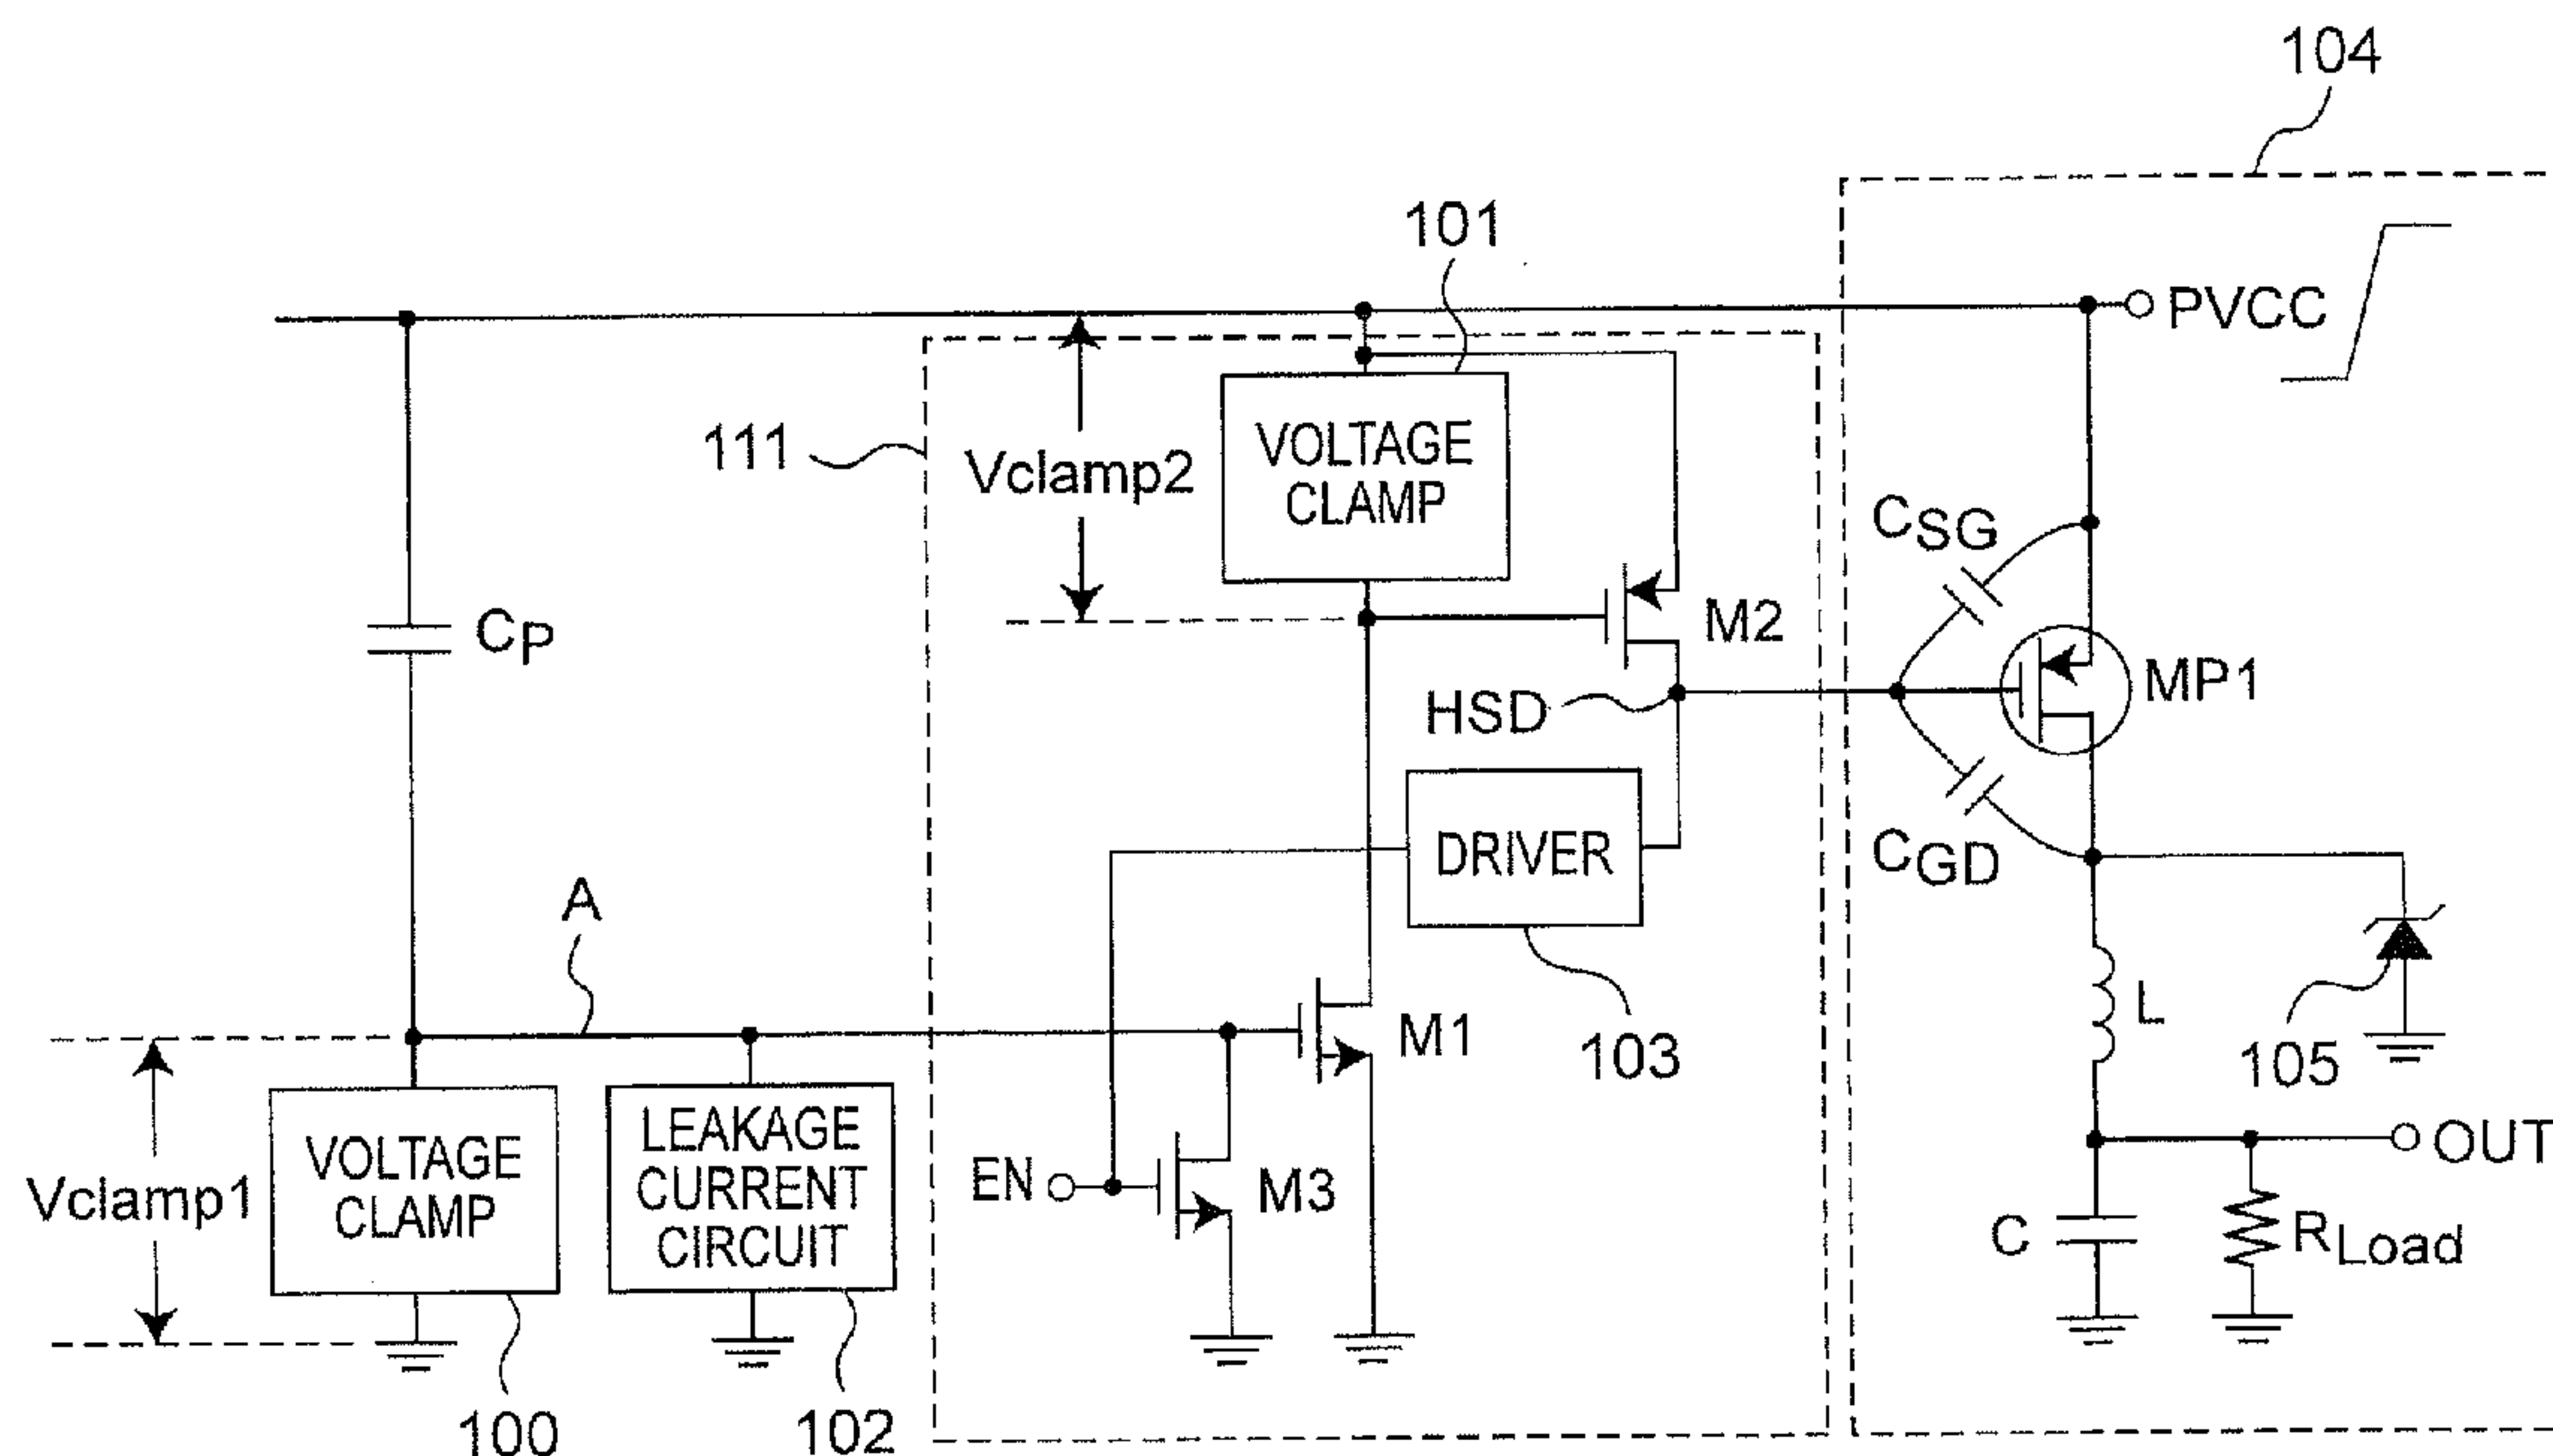 104
101
PVCC
111
Vclamp2
VOLTAGE
CLAMP
CSG
CP
M2
HSD
MP1
DRIVER
CGD
A
M1
103
L
105
Vclamp1
VOLTAGE
CLAMP
LEAKAGE
CURRENT
CIRCUIT
EN
M3
OUT
C
RLoad
100
102